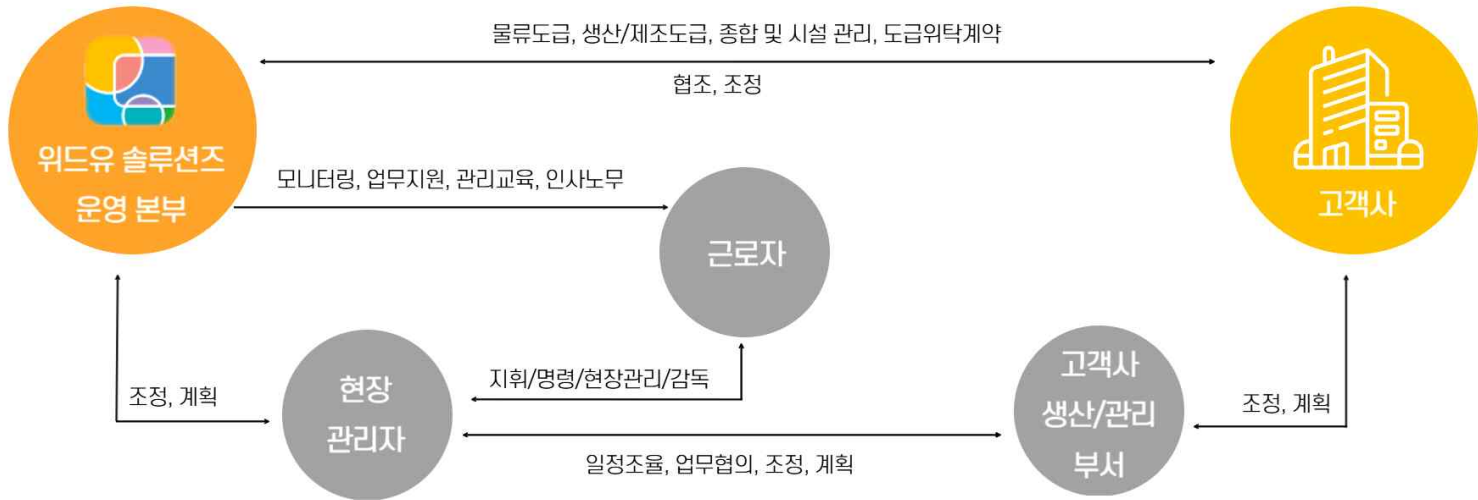 물류도급, 생산/제조도급, 종합 및 시설 관리, 도급위탁계약
협조, 조정
위드유 솔루션즈
운영 본부
고객사
모니터링, 업무지원, 관리교육, 인사노무
근로자
지휘/명령/현장관리/감독
현장
관리자
고객사
생산/관리
부서
조정, 계획
조정, 계획
일정조율, 업무협의, 조정, 계획